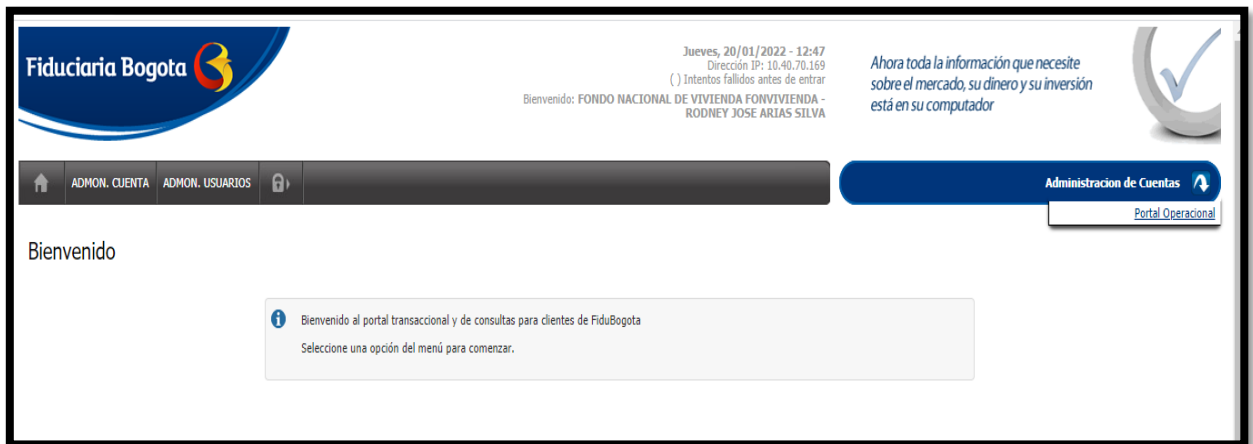 Fiduciaria Bogota
Jueves, 20/01/2022 - 12:47
Dirección IP: 10.40.70.169
( ) Intentos fallidos antes de entrar
Bienvenido: FONDO NACIONAL DE VIVIENDA FONVIVIENDA -
RODNEY JOSE ARIAS SILVA
Ahora toda la información que necesite
sobre el mercado, su dinero y su inversión
está en su computador
ADMON. CUENTA ADMON. USUARIOS
Administracion de Cuentas
Portal Operacional
Bienvenido
Bienvenido al portal transaccional y de consultas para clientes de FiduBogota
Seleccione una opción del menú para comenzar.